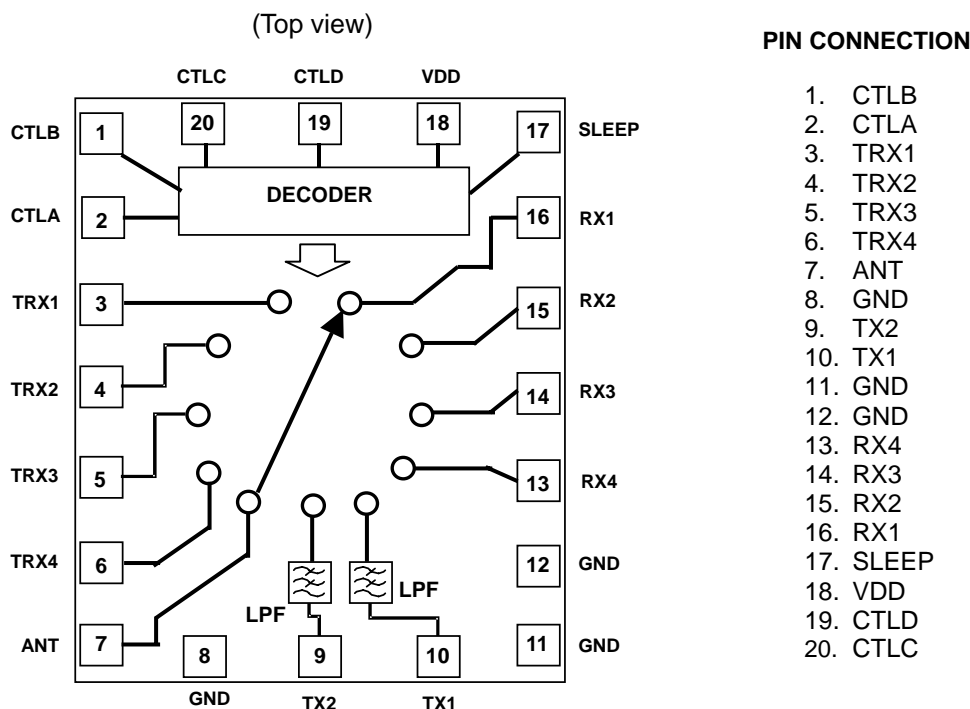 (Top view)
PIN CONNECTION
CTLC CTLD VDD
CTLB 1 20 19 18 17 SLEEP
DECODER
CTLA 2 16 RX1
TRX1 3 15 RX2
TRX2 4 14 RX3
TRX3 5 13 RX4
TRX4 6 12 GND
LPF LPF
ANT 7 8 9 10 11 GND
GND TX2 TX1
1. CTLB
2. CTLA
3. TRX1
4. TRX2
5. TRX3
6. TRX4
7. ANT
8. GND
9. TX2
10. TX1
11. GND
12. GND
13. RX4
14. RX3
15. RX2
16. RX1
17. SLEEP
18. VDD
19. CTLD
20. CTLC